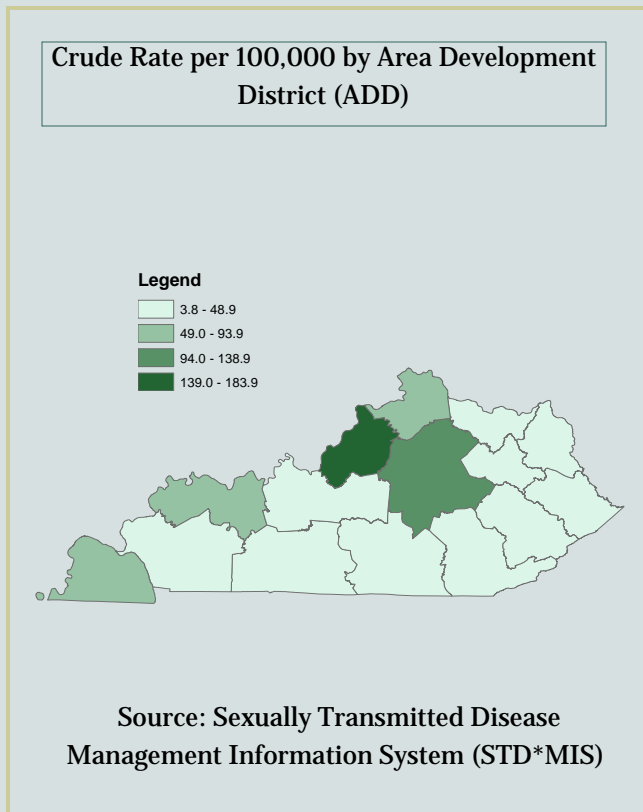 Crude Rate per 100,000 by Area Development
District (ADD)
Legend
3.8 - 48.9
49.0 - 93.9
94.0 - 138.9
139.0 - 183.9
Source: Sexually Transmitted Disease
Management Information System (STD*MIS)